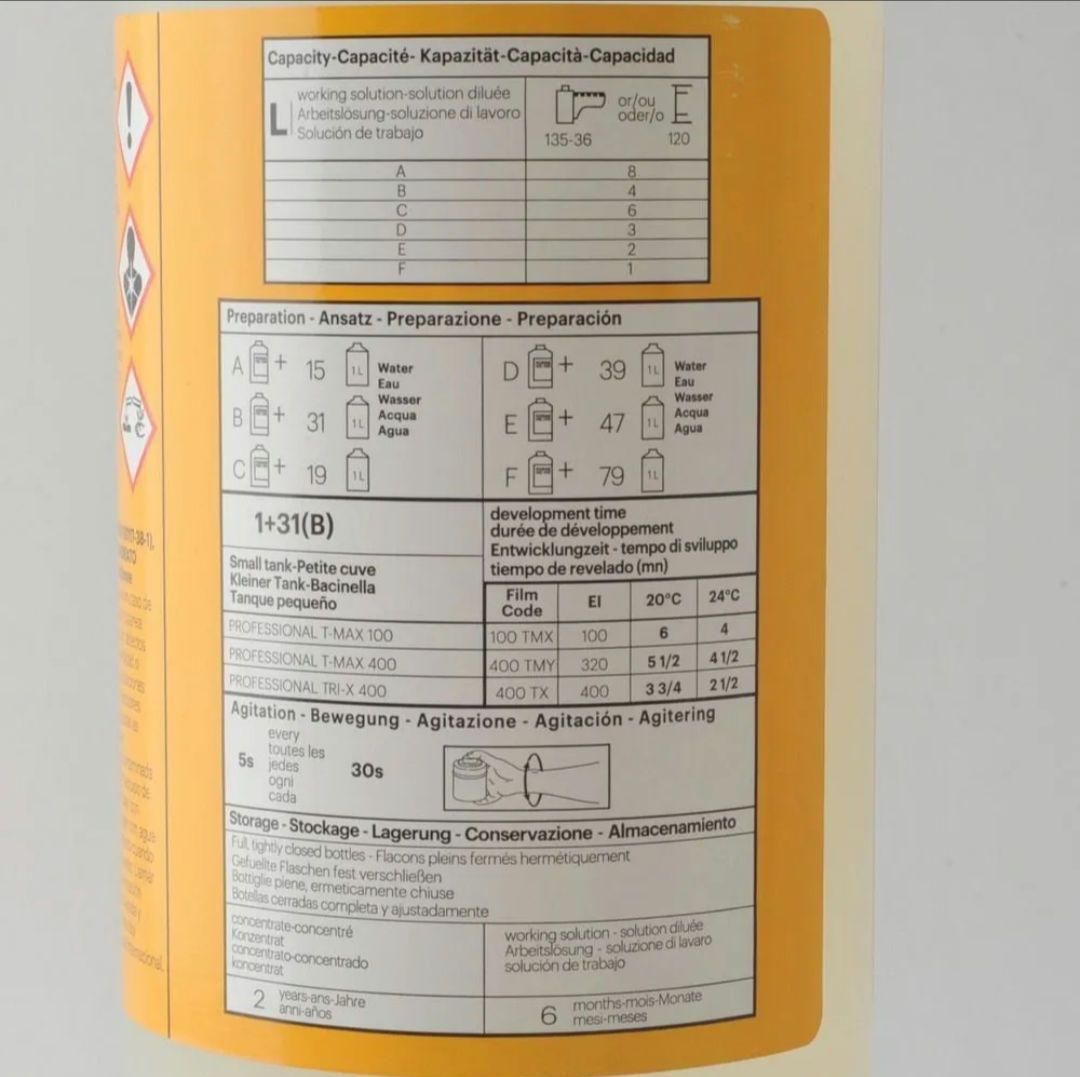 Capacity-Capacité- Kapazität-Capacità-Capacidad
L
working solution-solution diluée
Arbeitslösung-soluzione di lavoro
Solución de trabajo
or/ou
oder/o
135-36 120
A 8
B 4
C 6
D 3
E 2
F 1
Preparation - Ansatz - Preparazione - Preparación
A + 15 1L Water
Eau
Wasser
B + 31 1L Acqua
Agua
C + 19 1L
D + 39 1L Water
Eau
Wasser
E + 47 1L Acqua
Agua
F + 79 1L
1+31(B)
Small tank-Petite cuve
Kleiner Tank-Bacinella
Tanque pequeño
development time
durée de développement
Entwicklungzeit - tempo di sviluppo
tiempo de revelado (mn)
Film Code EI 20°C 24°C
PROFESSIONAL T-MAX 100 100 TMX 100 6 4
PROFESSIONAL T-MAX 400 400 TMY 320 5 1/2 4 1/2
PROFESSIONAL TRI-X 400 400 TX 400 3 3/4 2 1/2
Agitation - Bewegung - Agitazione - Agitación - Agitering
5s
every
toutes les
jedes
ogni
cada
30s
Storage - Stockage - Lagerung - Conservazione - Almacenamiento
Full, tightly closed bottles - Flacons pleins fermés hermétiquement
Gefuellte Flaschen fest verschließen
Bottiglie piene, ermeticamente chiuse
Botellas cerradas completa y ajustadamente
concentrate-concentré
Konzentrat
concentrato-concentrado
koncentrat
working solution - solution diluée
Arbeitslösung - soluzione di lavaro
solución de trabajo
2 years-ans-Jahre
anni-años
6 months-mois-Monate
mesi-meses